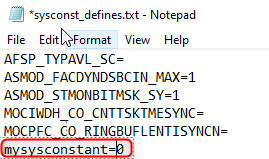 *sysconst_defines.txt - Notepad
File Edit Format View Help
AFSP_TYPAVL_SC=
ASMOD_FACDYNDSBCIN_MAX=1
ASMOD_STMONBITMSK_SY=1
MOCIWDH_CO_CNTTSKTMESYNC=
MOCPFC_CO_RINGBUFLENTISYNCN=
mysysconstant=0